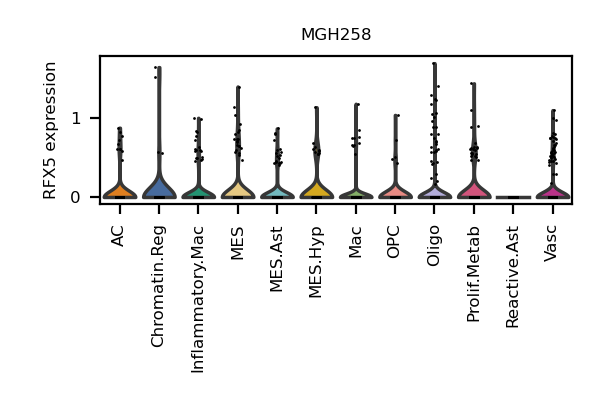 MGH258
RFX5 expression
1
0
AC
Chromatin.Reg
Inflammatory.Mac
MES
MES.Ast
MES.Hyp
Mac
OPC
Oligo
Prolif.Metab
Reactive.Ast
Vasc